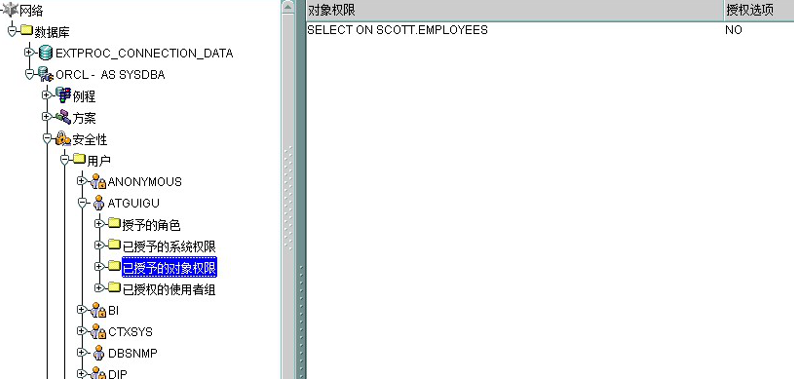 网络
数据库
EXTPROC_CONNECTION_DATA
ORCL - AS SYSDBA
例程
方案
安全性
用户
ANONYMOUS
ATGUIGU
授予的角色
已授予的系统权限
已授予的对象权限
已授权的使用者组
BI
CTXSYS
DBSNMP
DIP
对象权限 授权选项
SELECT ON SCOTT.EMPLOYEES NO